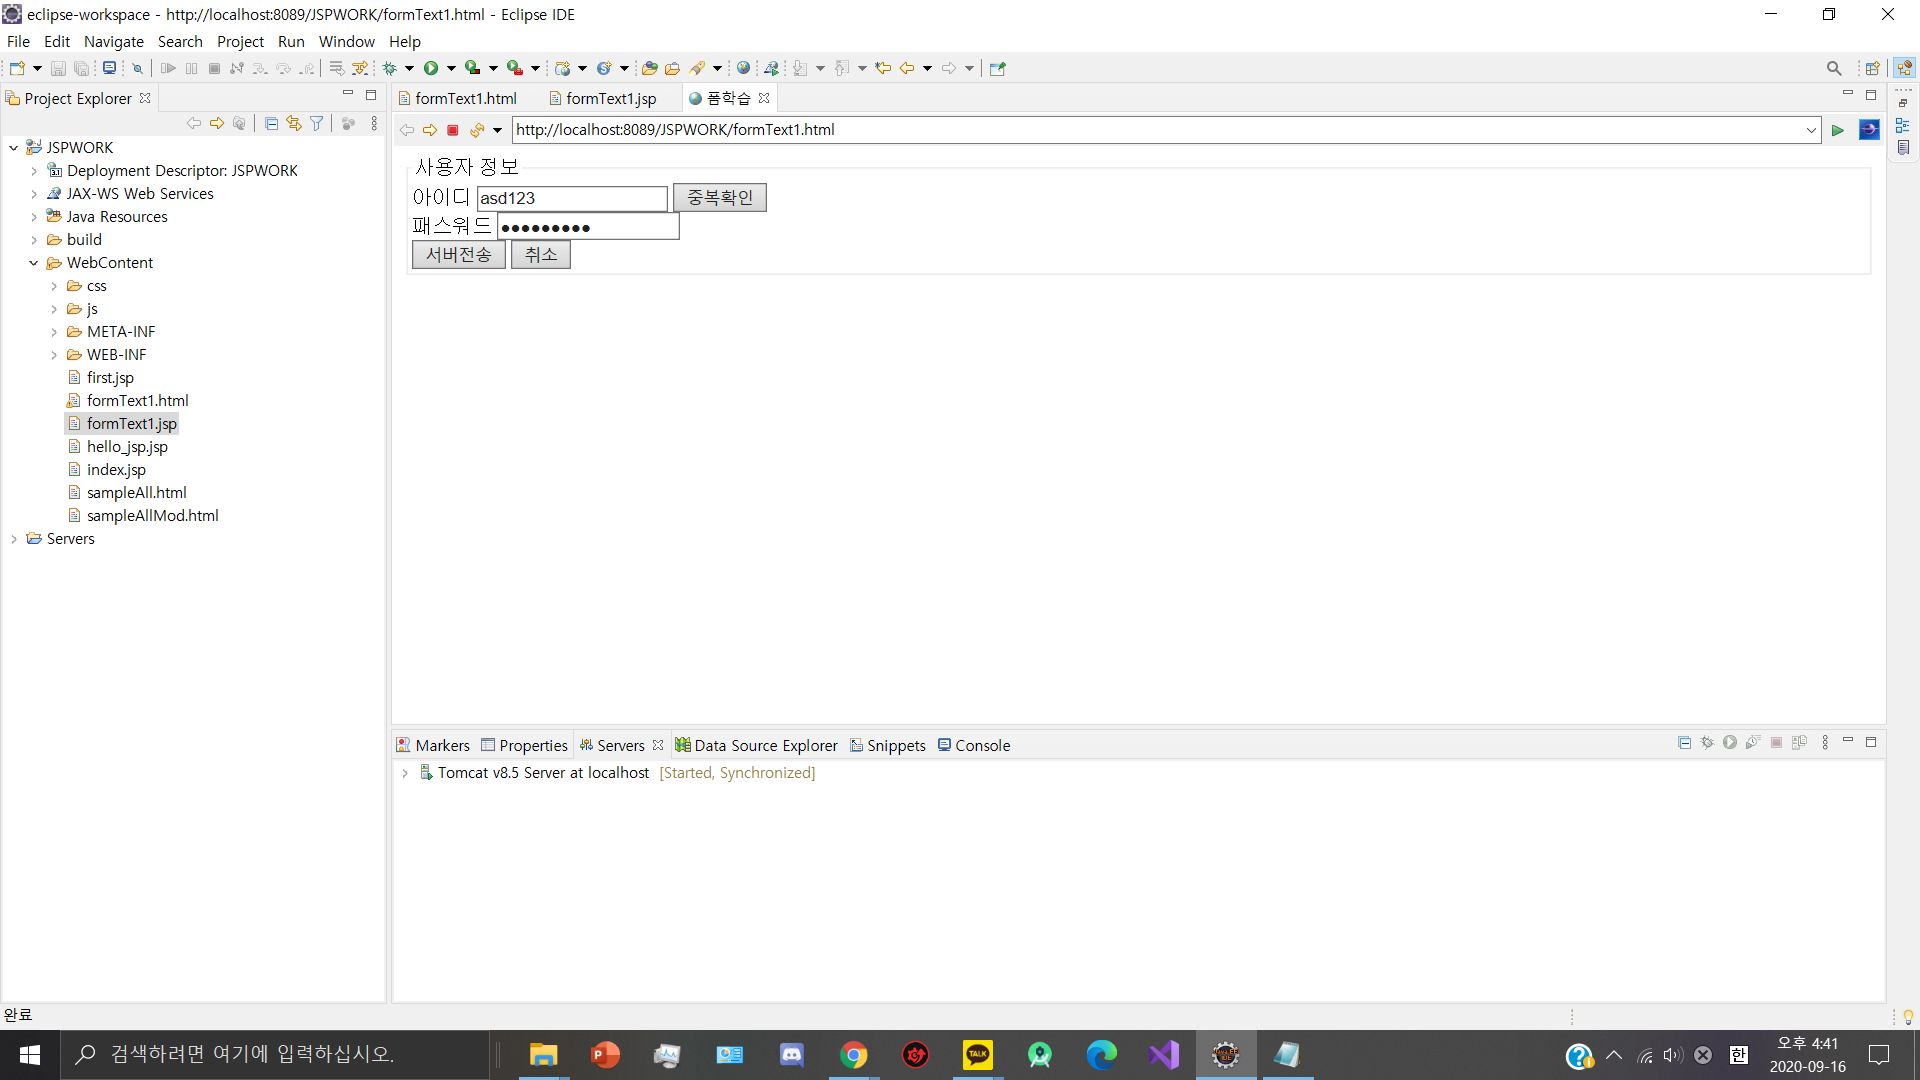 eclipse-workspace - http://localhost:8089/JSPWORK/formText1.html - Eclipse IDE
File Edit Navigate Search Project Run Window Help
Project Explorer
formText1.html formText1.jsp 폼학습
http://localhost:8089/JSPWORK/formText1.html
JSPWORK
Deployment Descriptor: JSPWORK
JAX-WS Web Services
Java Resources
build
WebContent
css
js
META-INF
WEB-INF
first.jsp
formText1.html
formText1.jsp
hello_jsp.jsp
index.jsp
sampleAll.html
sampleAllMod.html
Servers
사용자 정보
아이디 asd123 중복확인
패스워드 •••••••••
서버전송 취소
Markers Properties Servers Data Source Explorer Snippets Console
Tomcat v8.5 Server at localhost [Started, Synchronized]
완료
검색하려면 여기에 입력하십시오.
TALK
한
오후 4:41
2020-09-16